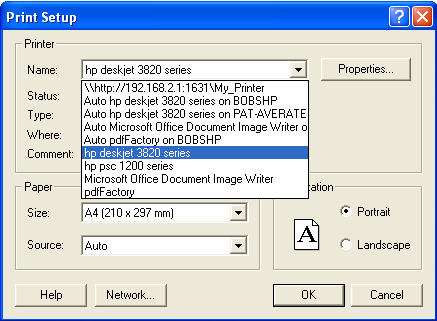 Print Setup
Printer
Name:
hp deskjet 3820 series
Properties...
\\http://192.168.2.1:1631\My_Printer
Status:
Auto hp deskjet 3820 series on BOBSHP
Type:
Auto hp deskjet 3820 series on PAT-AVERATE
Auto Microsoft Office Document Image Writer o
Where:
Auto pdfFactory on BOBSHP
Comment:
hp deskjet 3820 series
hp psc 1200 series
Microsoft Office Document Image Writer
pdfFactory
Paper
tation
Size:
A4 (210 x 297 mm)
Portrait
A
Source:
Auto
Landscape
Help
Network...
OK
Cancel